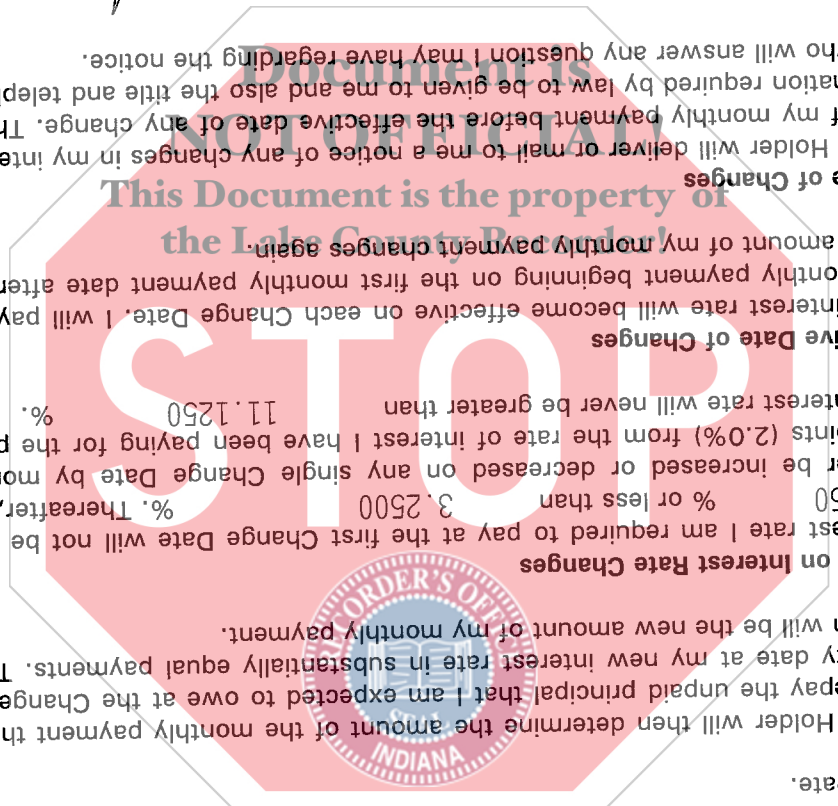 ate.
Holder will then determine the amount of the monthly payment th
epay the unpaid principal that I am expected to owe at the Change
y date at my new interest rate in substantially equal payments. T
n will be the new amount of my monthly payment.
on Interest Rate Changes
est rate I am required to pay at the first Change Date will not be
50 % or less than 3.2500 %. Thereafter,
er be increased or decreased on any single Change Date by mo
oints (2.0%) from the rate of interest I have been paying for the p
nterest rate will never be greater than 11.1250 %.
ive Date of Changes
interest rate will become effective on each Change Date. I will pay
onthly payment beginning on the first monthly payment date after
amount of my monthly payment changes again.
e of Changes
Holder will deliver or mail to me a notice of any changes in my inte
f my monthly payment before the effective date of any change. Th
nation required by law to be given to me and also the title and teleph
ho will answer any question I may have regarding the notice.
Document is
NOT OFFICIAL!
This Document is the property of
the Lake County Recorder!
STOP
RECORDER'S OFFICE
INDIANA